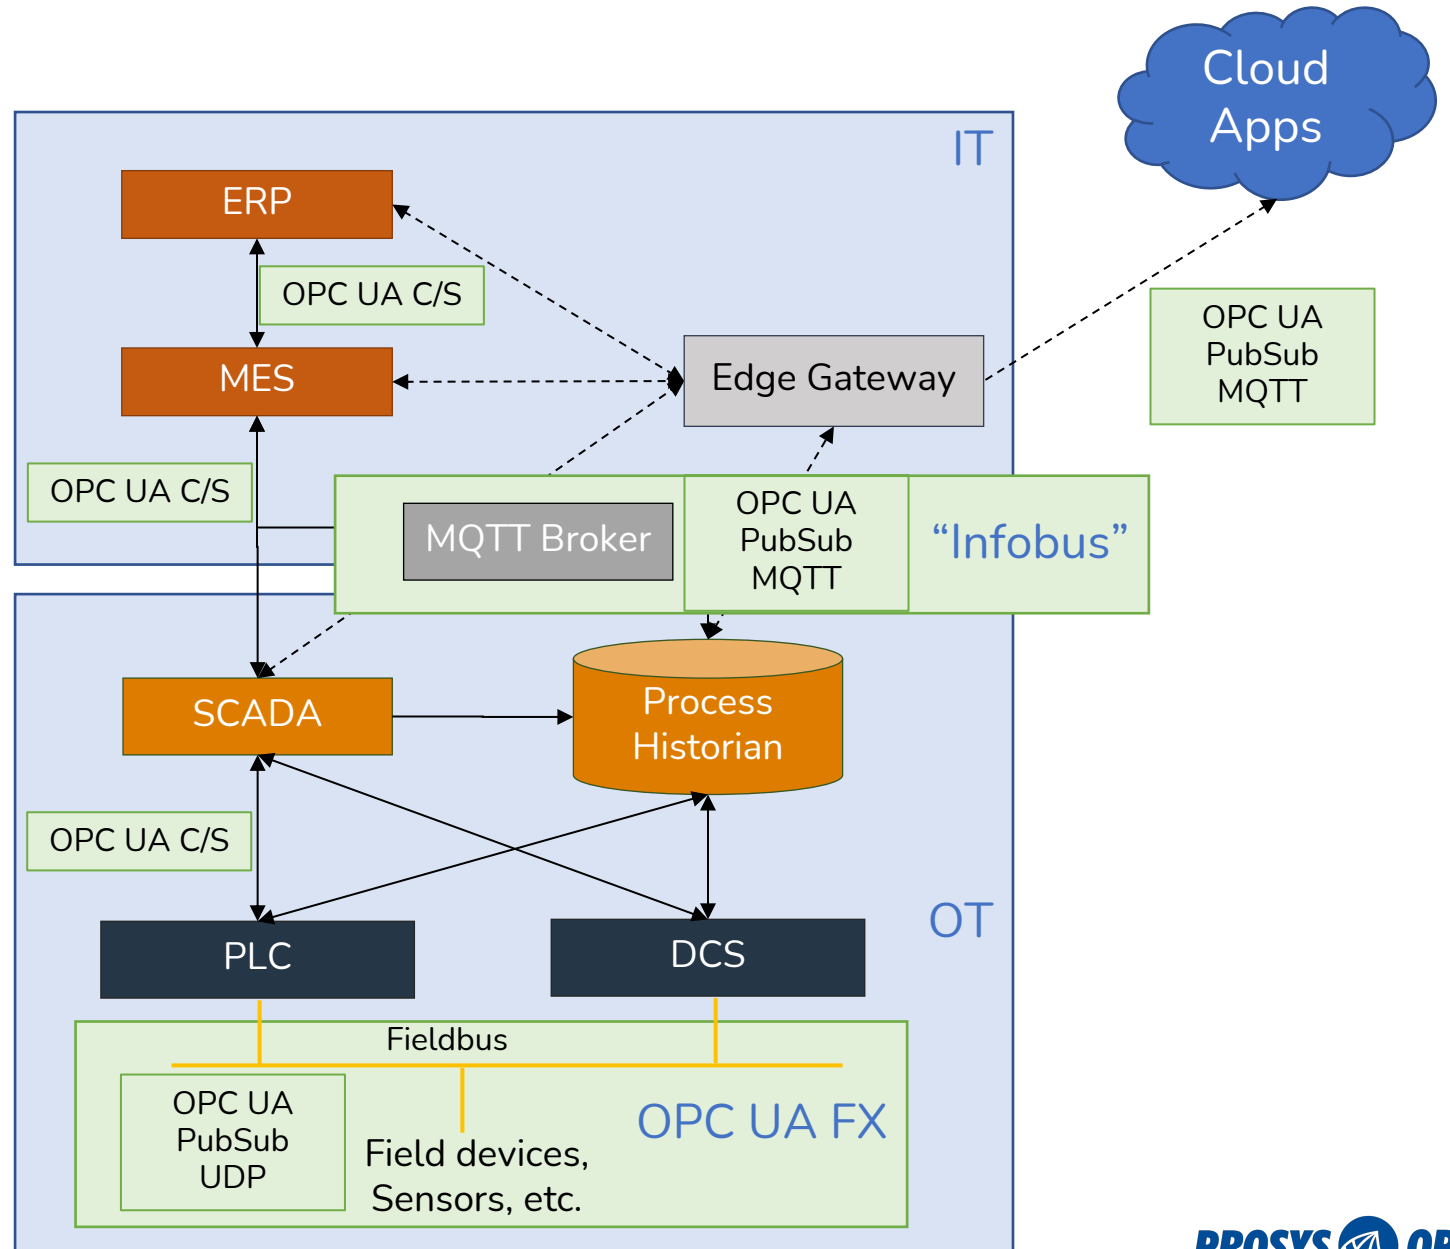 Cloud
Apps
IT
ERP
OPC UA C/S
OPC UA
PubSub
MQTT
MES
Edge Gateway
OPC UA C/S
MQTT Broker
OPC UA
PubSub
MQTT
“Infobus”
SCADA
Process
Historian
OPC UA C/S
OT
PLC
DCS
Fieldbus
OPC UA
PubSub
UDP
OPC UA FX
Field devices,
Sensors, etc.
PROSYS